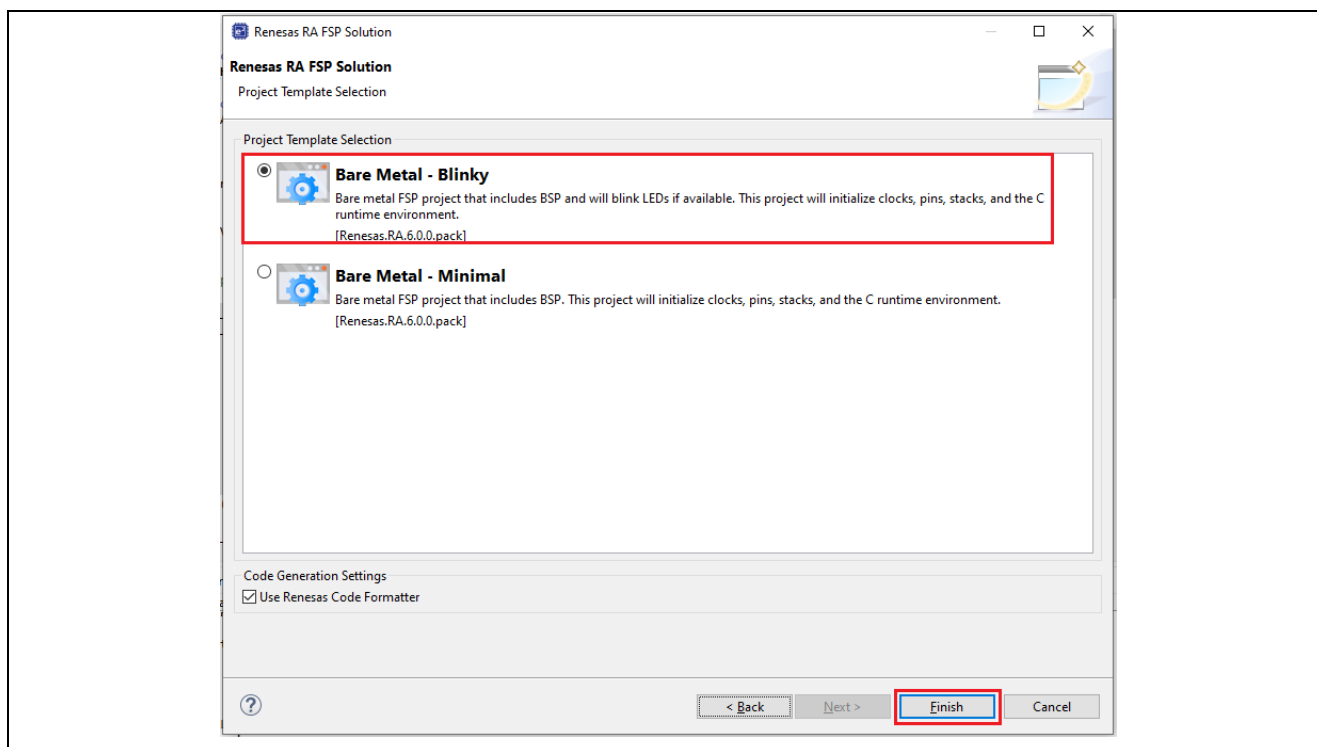 Renesas RA FSP Solution
Renesas RA FSP Solution
Project Template Selection
Project Template Selection
Bare Metal - Blinky
Bare metal FSP project that includes BSP and will blink LEDs if available. This project will initialize clocks, pins, stacks, and the C
runtime environment.
[Renesas.RA.6.0.0.pack]
Bare Metal - Minimal
Bare metal FSP project that includes BSP. This project will initialize clocks, pins, stacks, and the C runtime environment.
[Renesas.RA.6.0.0.pack]
Code Generation Settings
Use Renesas Code Formatter
? < Back Next > Finish Cancel